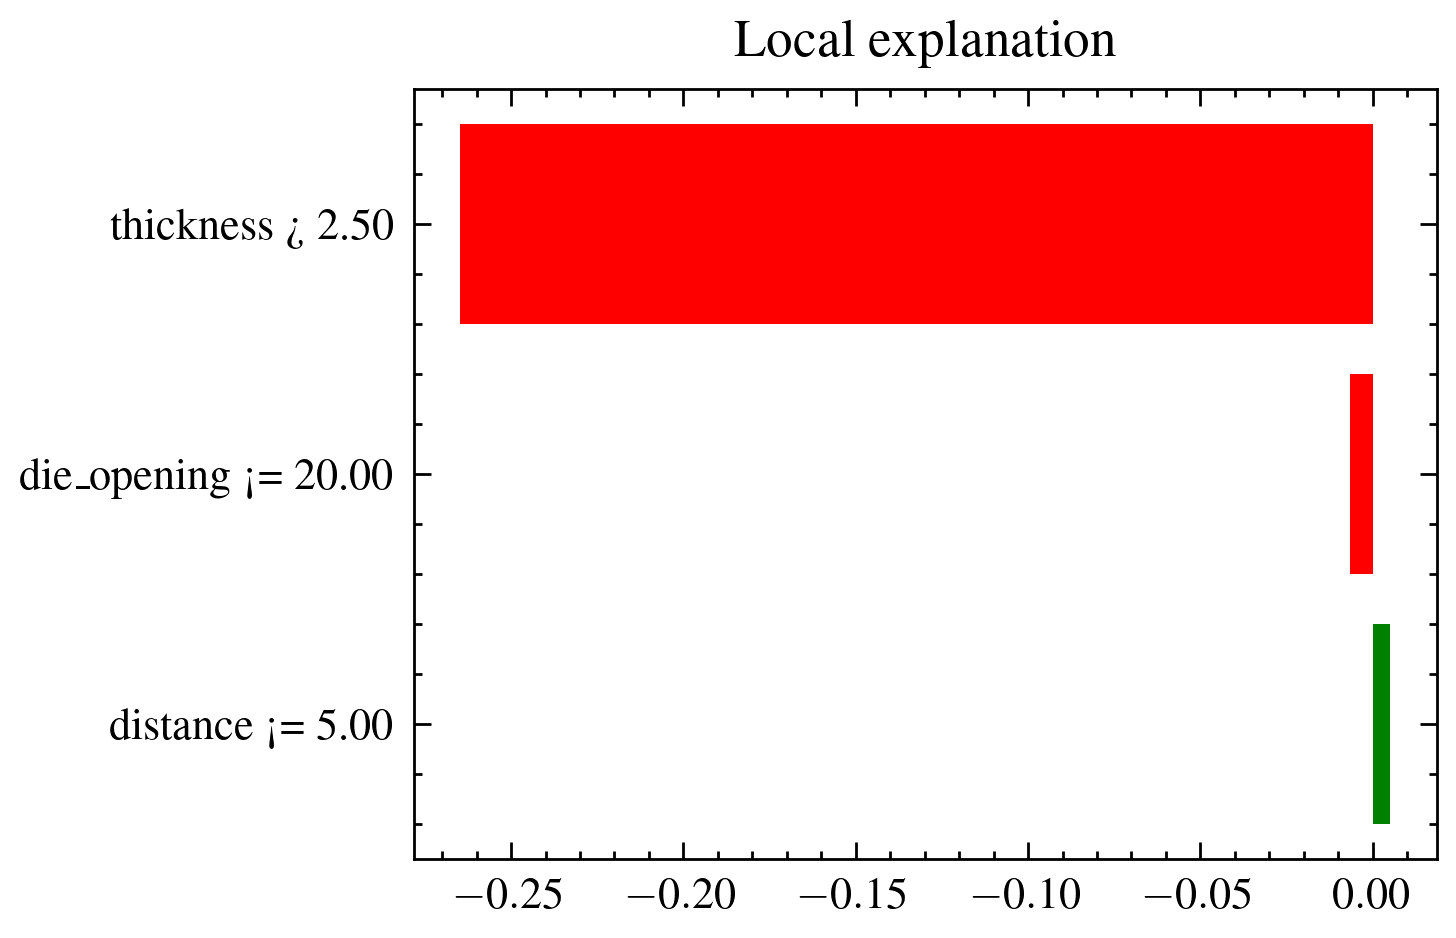 Local explanation
thickness ¿ 2.50
die_opening ¡= 20.00
distance ¡= 5.00
−0.25 −0.20 −0.15 −0.10 −0.05 0.00